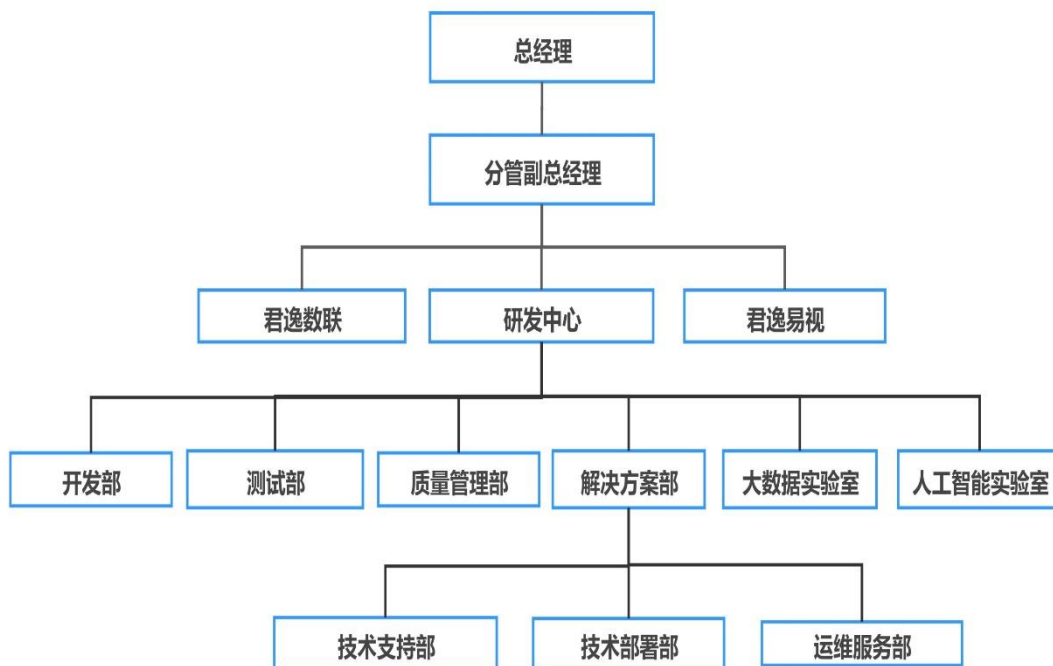 总经理
分管副总经理
君逸数联
研发中心
君逸易视
开发部
测试部
质量管理部
解决方案部
大数据实验室
人工智能实验室
技术支持部
技术部署部
运维服务部